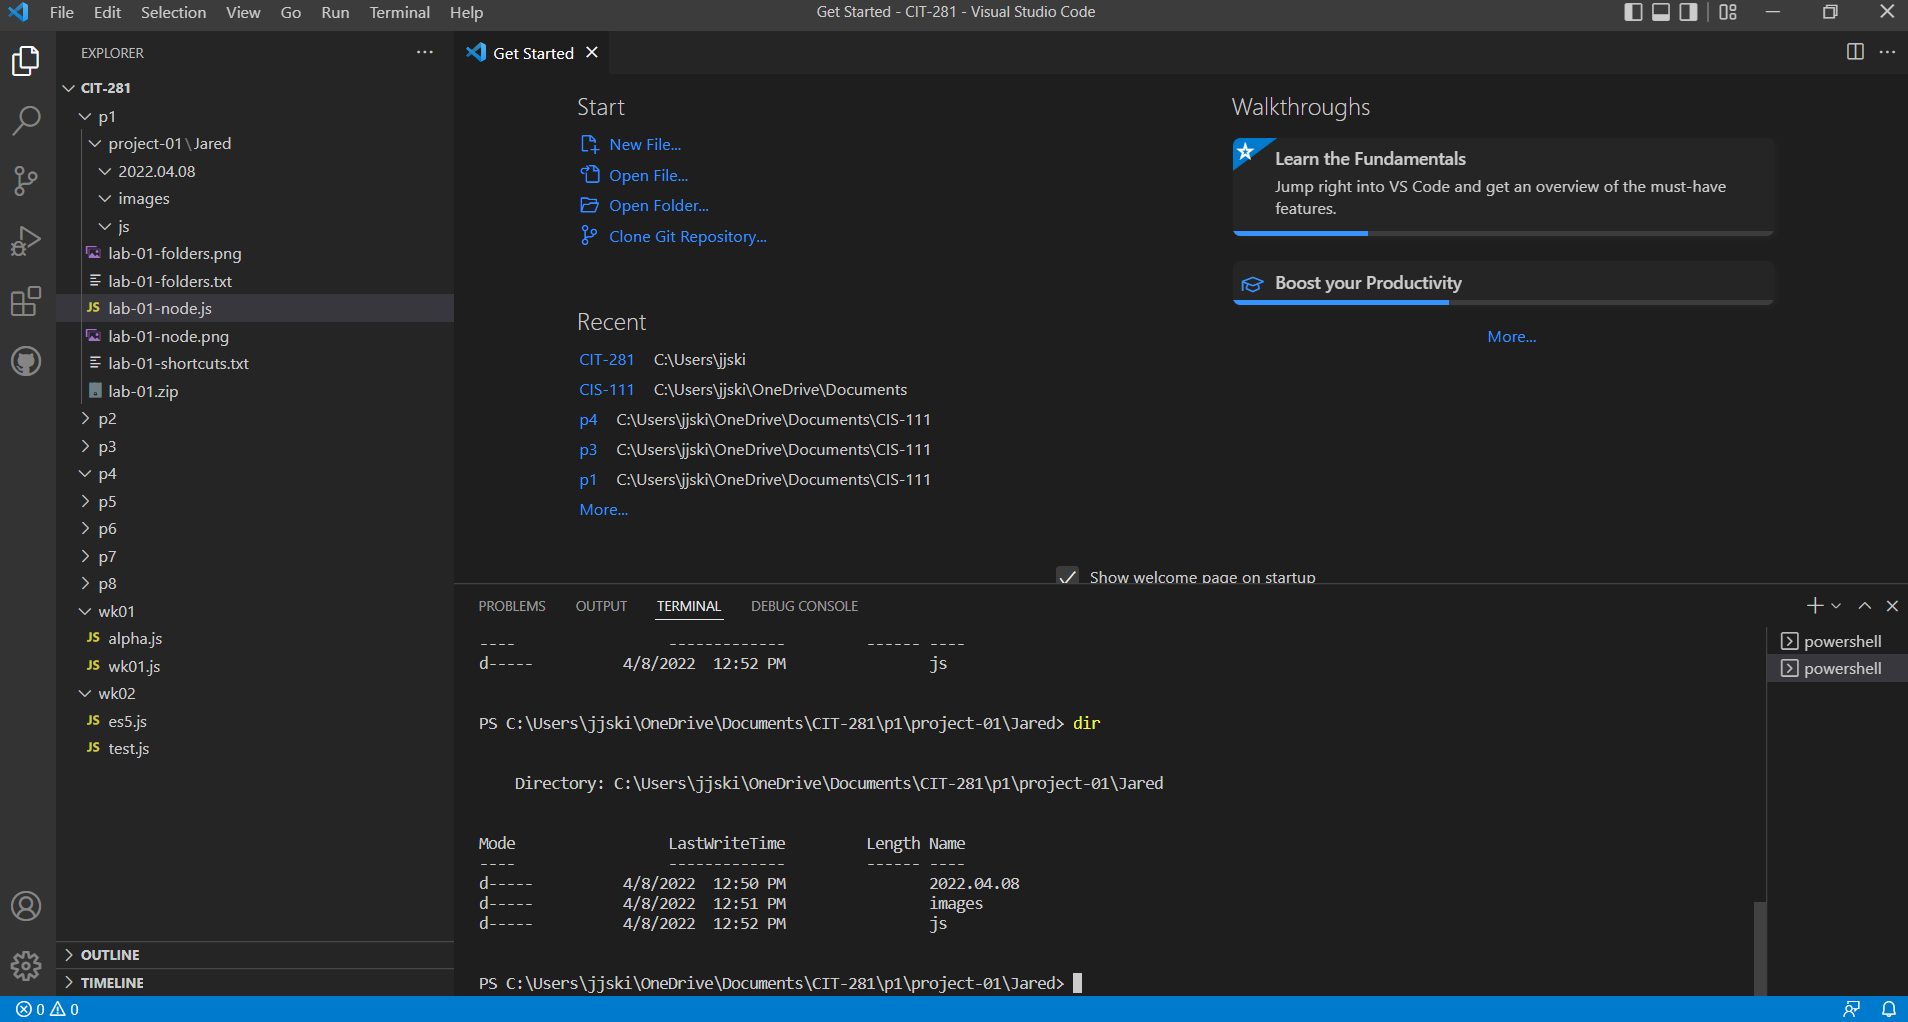 File Edit Selection View Go Run Terminal Help
Get Started - CIT-281 - Visual Studio Code
EXPLORER
CIT-281
p1
project-01\Jared
2022.04.08
images
js
lab-01-folders.png
lab-01-folders.txt
JS lab-01-node.js
lab-01-node.png
lab-01-shortcuts.txt
lab-01.zip
p2
p3
p4
p5
p6
p7
p8
wk01
JS alpha.js
JS wk01.js
wk02
JS es5.js
JS test.js
OUTLINE
TIMELINE
Get Started
Start
New File...
Open File...
Open Folder...
Clone Git Repository...
Recent
CIT-281 C:\Users\jjski
CIS-111 C:\Users\jjski\OneDrive\Documents
p4 C:\Users\jjski\OneDrive\Documents\CIS-111
p3 C:\Users\jjski\OneDrive\Documents\CIS-111
p1 C:\Users\jjski\OneDrive\Documents\CIS-111
More...
Walkthroughs
Learn the Fundamentals
Jump right into VS Code and get an overview of the must-have
features.
Boost your Productivity
More...
Show welcome page on startup
PROBLEMS OUTPUT TERMINAL DEBUG CONSOLE
---- ------------- ------ ----
d----- 4/8/2022 12:52 PM js
PS C:\Users\jjski\OneDrive\Documents\CIT-281\p1\project-01\Jared> dir
Directory: C:\Users\jjski\OneDrive\Documents\CIT-281\p1\project-01\Jared
Mode LastWriteTime Length Name
---- ------------- ------ ----
d----- 4/8/2022 12:50 PM 2022.04.08
d----- 4/8/2022 12:51 PM images
d----- 4/8/2022 12:52 PM js
PS C:\Users\jjski\OneDrive\Documents\CIT-281\p1\project-01\Jared>
powershell
powershell
0 0